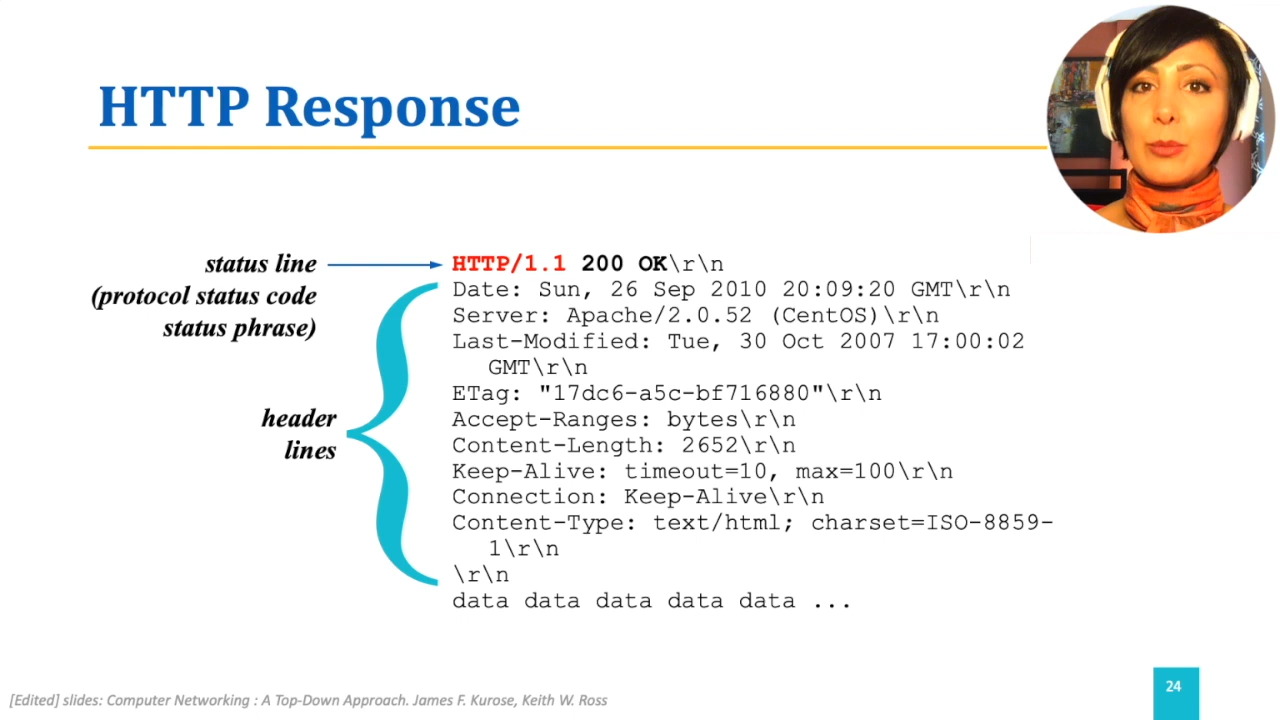 HTTP Response
status line
(protocol status code
status phrase)
header
lines
HTTP/1.1 200 OK\r\n
Date: Sun, 26 Sep 2010 20:09:20 GMT\r\n
Server: Apache/2.0.52 (CentOS)\r\n
Last-Modified: Tue, 30 Oct 2007 17:00:02
GMT\r\n
ETag: "17dc6-a5c-bf716880"\r\n
Accept-Ranges: bytes\r\n
Content-Length: 2652\r\n
Keep-Alive: timeout=10, max=100\r\n
Connection: Keep-Alive\r\n
Content-Type: text/html; charset=ISO-8859-
1\r\n
\r\n
data data data data data ...
[Edited] slides: Computer Networking : A Top-Down Approach. James F. Kurose, Keith W. Ross
24